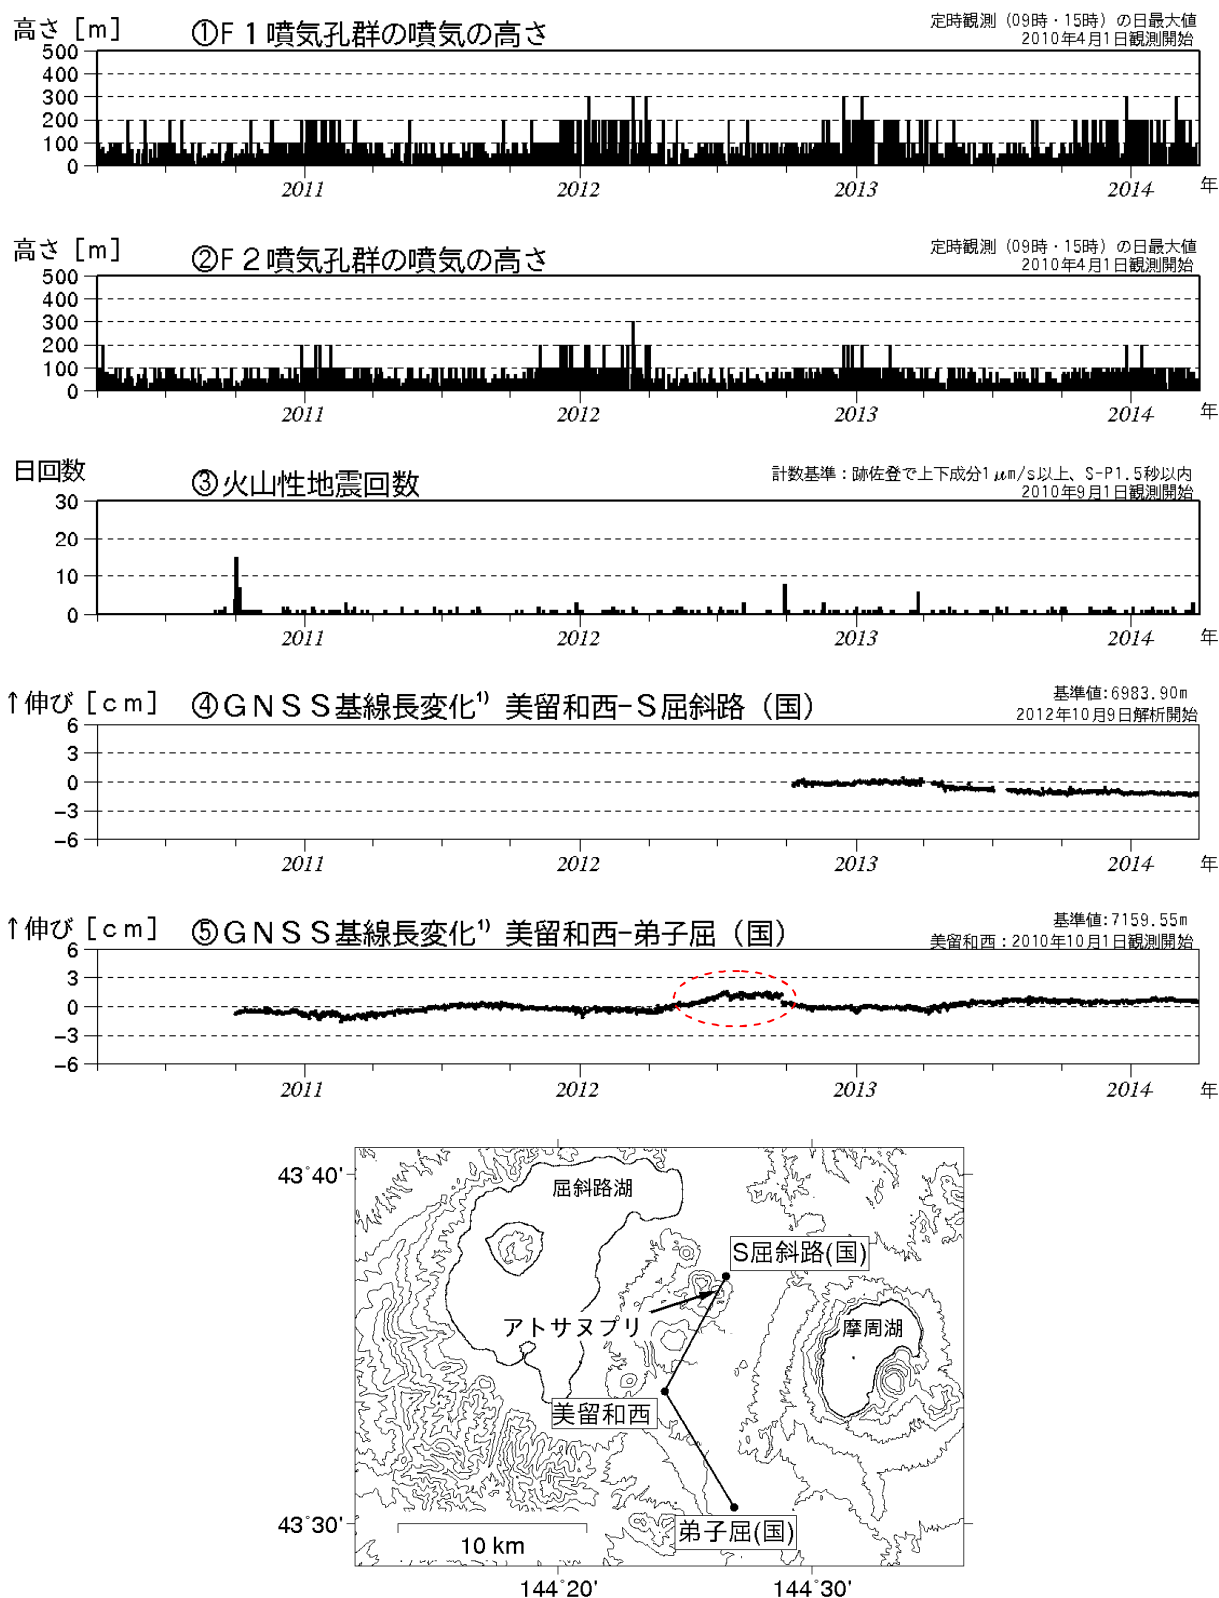 高さ [m]
①F1噴気孔群の噴気の高さ
定時観測(09時・15時)の日最大値
2010年4月1日観測開始
500
400
300
200
100
0
2011 2012 2013 2014 年
高さ [m]
②F2噴気孔群の噴気の高さ
定時観測(09時・15時)の日最大値
2010年4月1日観測開始
500
400
300
200
100
0
2011 2012 2013 2014 年
日回数
③火山性地震回数
計数基準:跡佐登で上下成分1μm/s以上、S-P1.5秒以内
2010年9月1日観測開始
30
20
10
0
2011 2012 2013 2014 年
↑伸び [cm]
④GNSS基線長変化1) 美留和西-S屈斜路(国)
基準値:6983.90m
2012年10月9日解析開始
6
3
0
-3
-6
2011 2012 2013 2014 年
↑伸び [cm]
⑤GNSS基線長変化1) 美留和西-弟子屈(国)
基準値:7159.55m
美留和西:2010年10月1日観測開始
6
3
0
-3
-6
2011 2012 2013 2014 年
43°40'
屈斜路湖
S屈斜路(国)
アトサヌプリ
摩周湖
美留和西
43°30'
弟子屈(国)
10 km
144°20' 144°30'